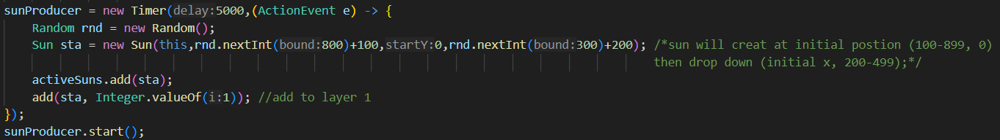 sunProducer = new Timer(delay:5000,(ActionEvent e) -> {
Random rnd = new Random();
Sun sta = new Sun(this,rnd.nextInt(bound:800)+100,startY:0,rnd.nextInt(bound:300)+200); /*sun will creat at initial postion (100-899, 0)
then drop down (initial x, 200-499);*/
activeSuns.add(sta);
add(sta, Integer.valueOf(i:1)); //add to layer 1
});
sunProducer.start();